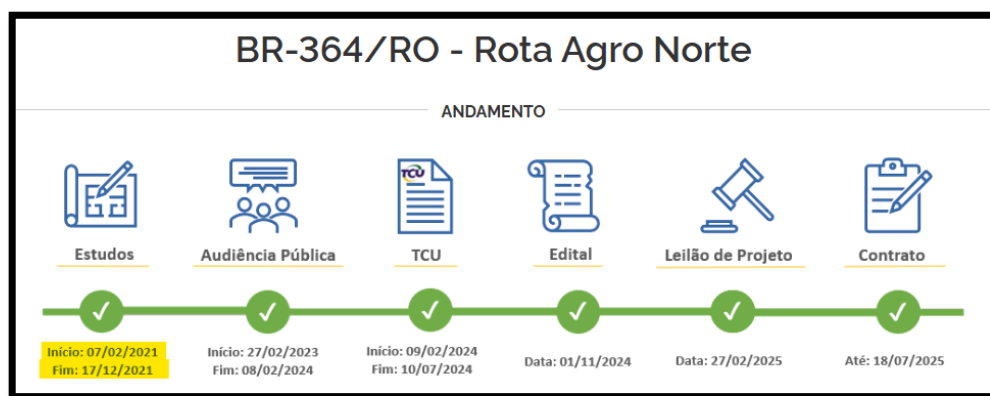 BR-364/RO - Rota Agro Norte
ANDAMENTO
TCU
Estudos
Audiência Pública
TCU
Edital
Leilão de Projeto
Contrato
Início: 07/02/2021
Fim: 17/12/2021
Início: 27/02/2023
Fim: 08/02/2024
Início: 09/02/2024
Fim: 10/07/2024
Data: 01/11/2024
Data: 27/02/2025
Até: 18/07/2025